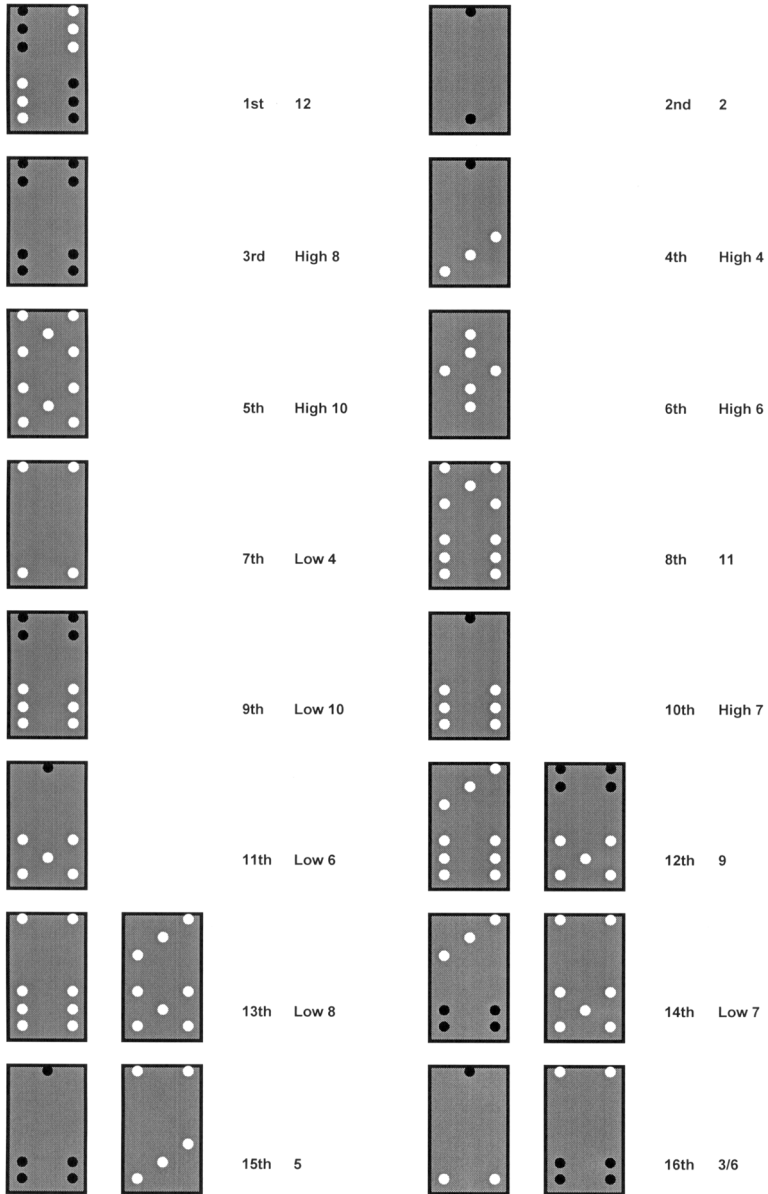 1st 12
2nd 2
3rd High 8
4th High 4
5th High 10
6th High 6
7th Low 4
8th 11
9th Low 10
10th High 7
11th Low 6
12th 9
13th Low 8
14th Low 7
15th 5
16th 3/6